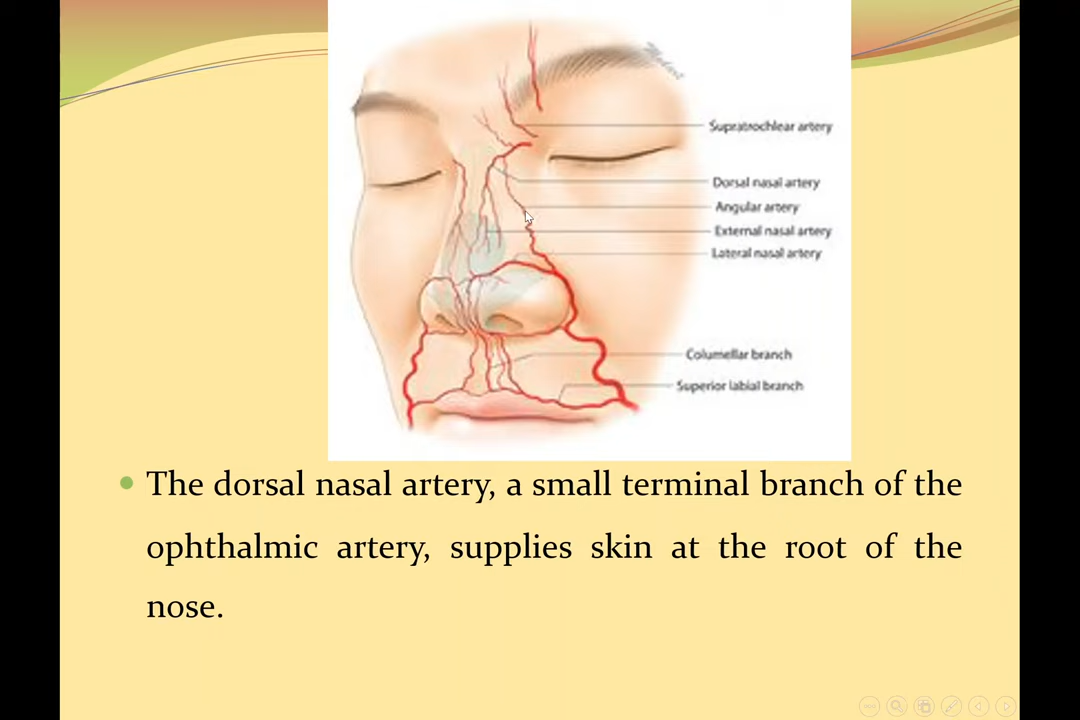 Supratrochlear artery
Dorsal nasal artery
Angular artery
External nasal artery
Lateral nasal artery
Columellar branch
Superior labial branch
The dorsal nasal artery, a small terminal branch of the
ophthalmic artery, supplies skin at the root of the
nose.